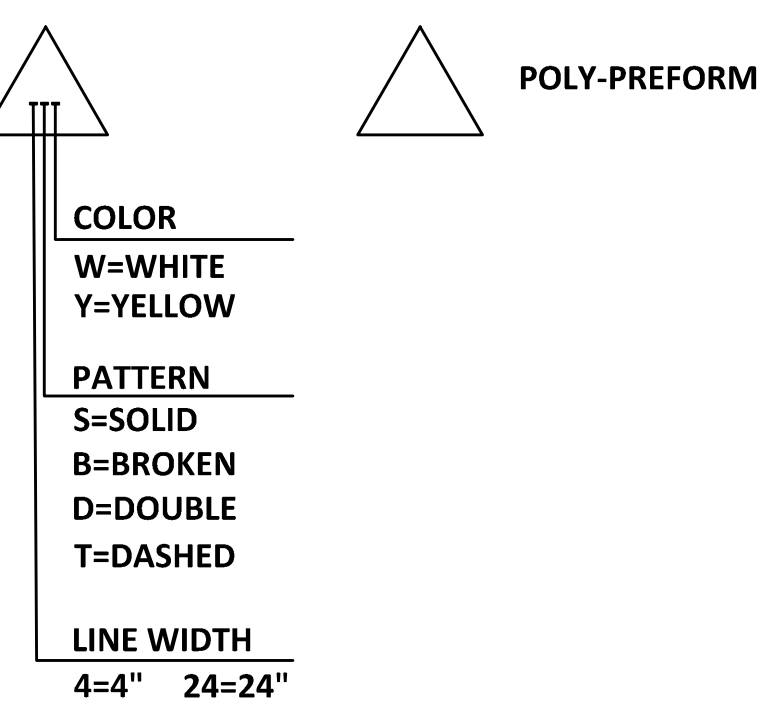 POLY-PREFORM
COLOR
W=WHITE
Y=YELLOW
PATTERN
S=SOLID
B=BROKEN
D=DOUBLE
T=DASHED
LINE WIDTH
4=4" 24=24"